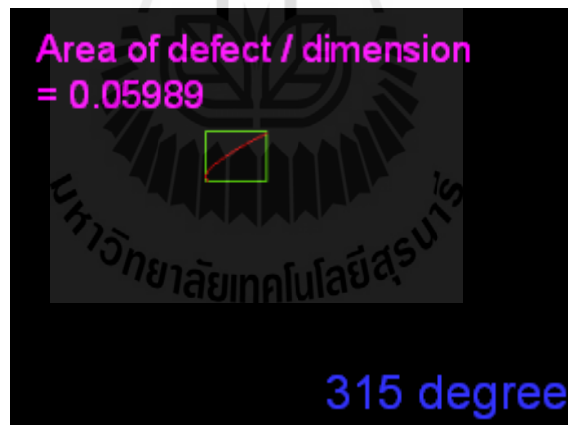 Area of defect / dimension
= 0.05989
มหาวิทยาลัยเทคโนโลยีสุรนารี
315 degree